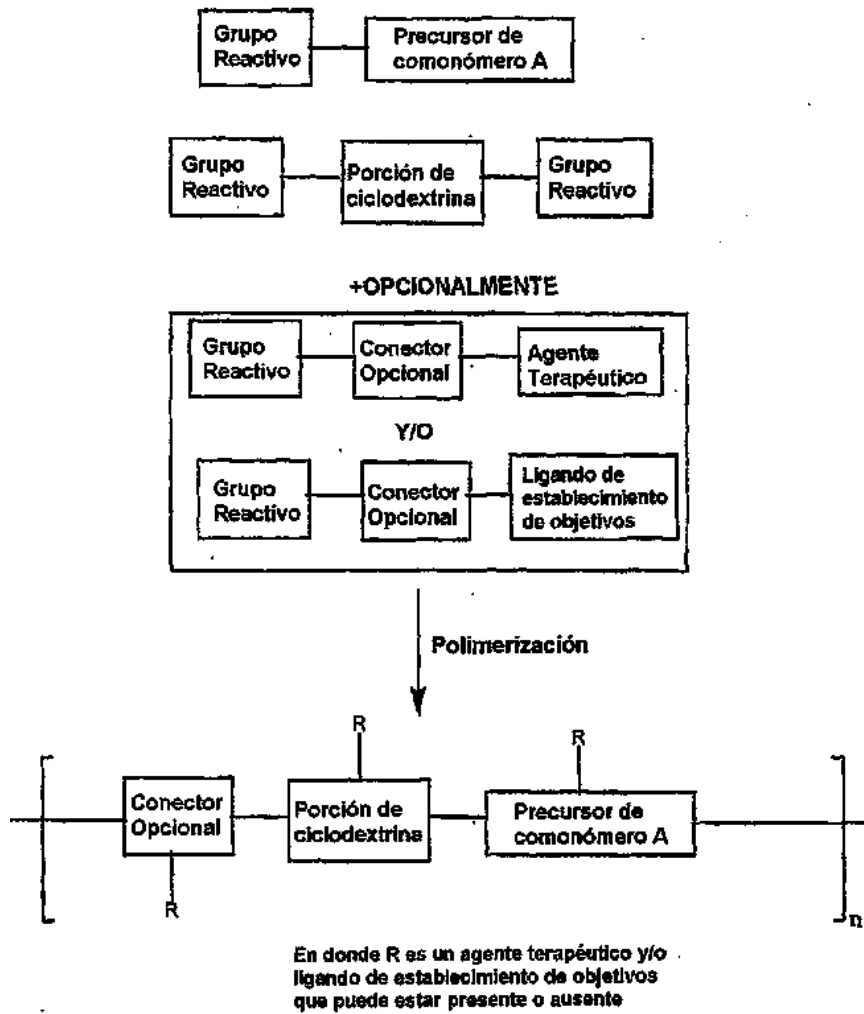 Grupo
Reactivo
Precursor de
comonómero A
Grupo
Reactivo
Porción de
ciclodextrina
Grupo
Reactivo
+OPCIONALMENTE
Grupo
Reactivo
Conector
Opcional
Agente
Terapéutico
Y/O
Grupo
Reactivo
Conector
Opcional
Ligando de
establecimiento
de objetivos
Polimerización
R
R
Conector
Opcional
Porción de
ciclodextrina
Precursor de
comonómero A
R
n
En donde R es un agente terapéutico y/o
ligando de establecimiento de objetivos
que puede estar presente o ausente